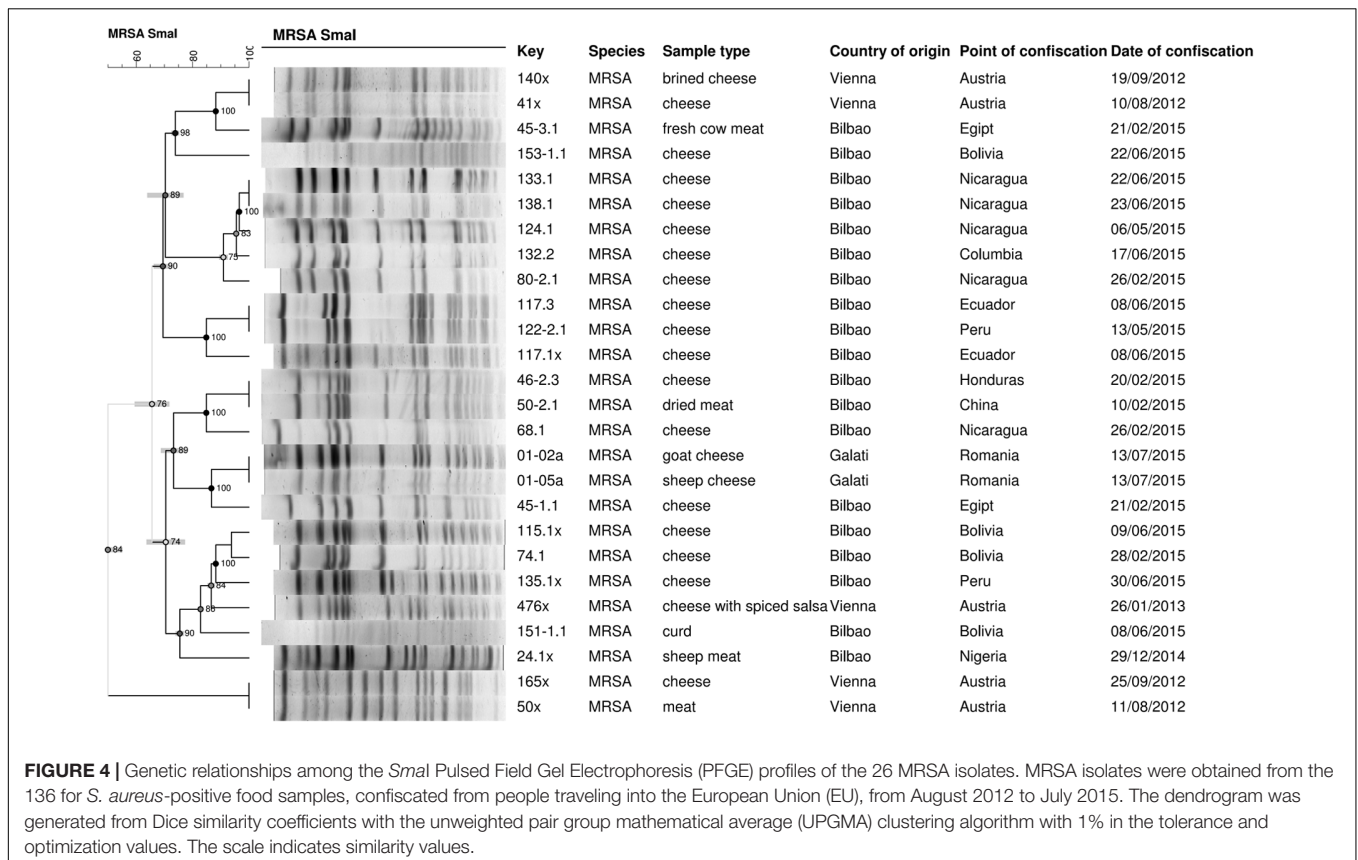 MRSA SmaI
MRSA SmaI
60
80
100
Key Species Sample type Country of origin Point of confiscation Date of confiscation
140x MRSA brined cheese Vienna Austria 19/09/2012
41x MRSA cheese Vienna Austria 10/08/2012
45-3.1 MRSA fresh cow meat Bilbao Egipt 21/02/2015
153-1.1 MRSA cheese Bilbao Bolivia 22/06/2015
133.1 MRSA cheese Bilbao Nicaragua 22/06/2015
138.1 MRSA cheese Bilbao Nicaragua 23/06/2015
124.1 MRSA cheese Bilbao Nicaragua 06/05/2015
132.2 MRSA cheese Bilbao Columbia 17/06/2015
80-2.1 MRSA cheese Bilbao Nicaragua 26/02/2015
117.3 MRSA cheese Bilbao Ecuador 08/06/2015
122-2.1 MRSA cheese Bilbao Peru 13/05/2015
117.1x MRSA cheese Bilbao Ecuador 08/06/2015
46-2.3 MRSA cheese Bilbao Honduras 20/02/2015
50-2.1 MRSA dried meat Bilbao China 10/02/2015
68.1 MRSA cheese Bilbao Nicaragua 26/02/2015
01-02a MRSA goat cheese Galati Romania 13/07/2015
01-05a MRSA sheep cheese Galati Romania 13/07/2015
45-1.1 MRSA cheese Bilbao Egipt 21/02/2015
115.1x MRSA cheese Bilbao Bolivia 09/06/2015
74.1 MRSA cheese Bilbao Bolivia 28/02/2015
135.1x MRSA cheese Bilbao Peru 30/06/2015
476x MRSA cheese with spiced salsa Vienna Austria 26/01/2013
151-1.1 MRSA curd Bilbao Bolivia 08/06/2015
24.1x MRSA sheep meat Bilbao Nigeria 29/12/2014
165x MRSA cheese Vienna Austria 25/09/2012
50x MRSA meat Vienna Austria 11/08/2012
100
98
89
100
83
75
90
100
76
100
89
100
74
84
100
84
90
FIGURE 4 | Genetic relationships among the SmaI Pulsed Field Gel Electrophoresis (PFGE) profiles of the 26 MRSA isolates. MRSA isolates were obtained from the
136 for S. aureus-positive food samples, confiscated from people traveling into the European Union (EU), from August 2012 to July 2015. The dendrogram was
generated from Dice similarity coefficients with the unweighted pair group mathematical average (UPGMA) clustering algorithm with 1% in the tolerance and
optimization values. The scale indicates similarity values.